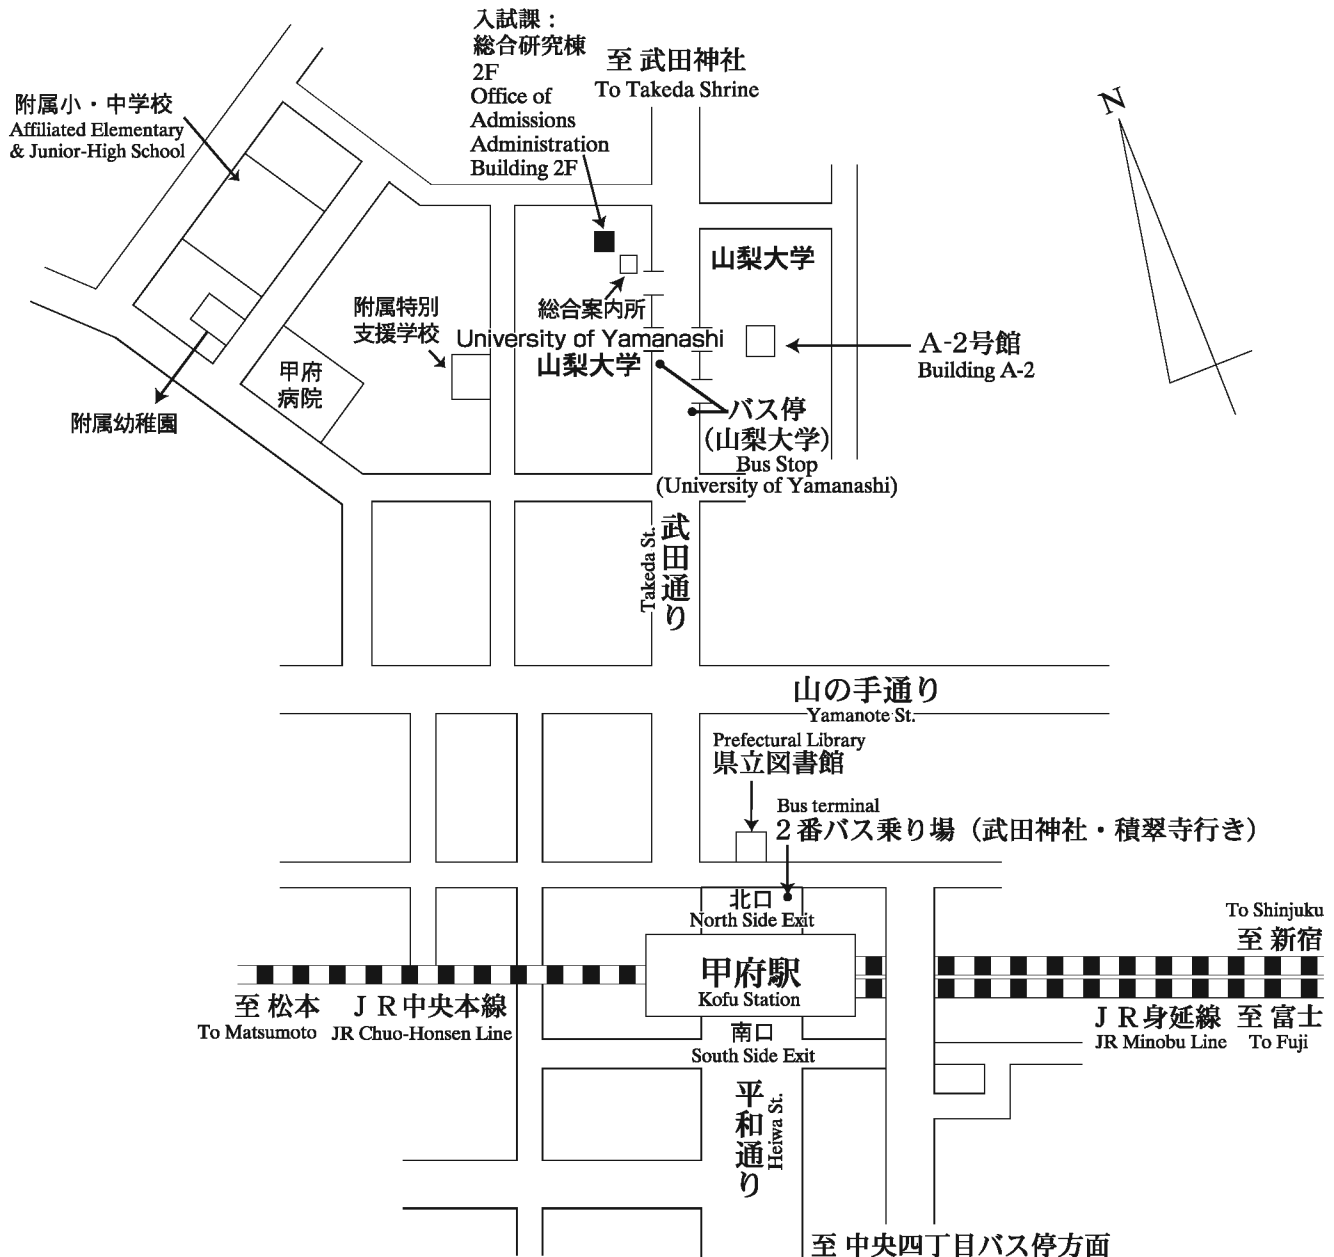 入試課：
総合研究棟
2F
Office of
Admissions
Administration
Building 2F
至 武田神社
To Takeda Shrine
N
附属小・中学校
Affiliated Elementary
& Junior-High School
山梨大学
附属特別
支援学校
総合案内所
University of Yamanashi
山梨大学
A-2号館
Building A-2
甲府
病院
附属幼稚園
バス停
（山梨大学）
Bus Stop
(University of Yamanashi)
武田通り
Takeda St.
山の手通り
Yamanote St.
Prefectural Library
県立図書館
Bus terminal
２番バス乗り場（武田神社・積翠寺行き）
北口
North Side Exit
To Shinjuku
至 新宿
甲府駅
Kofu Station
至 松本
To Matsumoto
ＪＲ中央本線
JR Chuo-Honsen Line
ＪＲ身延線
JR Minobu Line
至 富士
To Fuji
南口
South Side Exit
平和通り
Heiwa St.
至 中央四丁目バス停方面